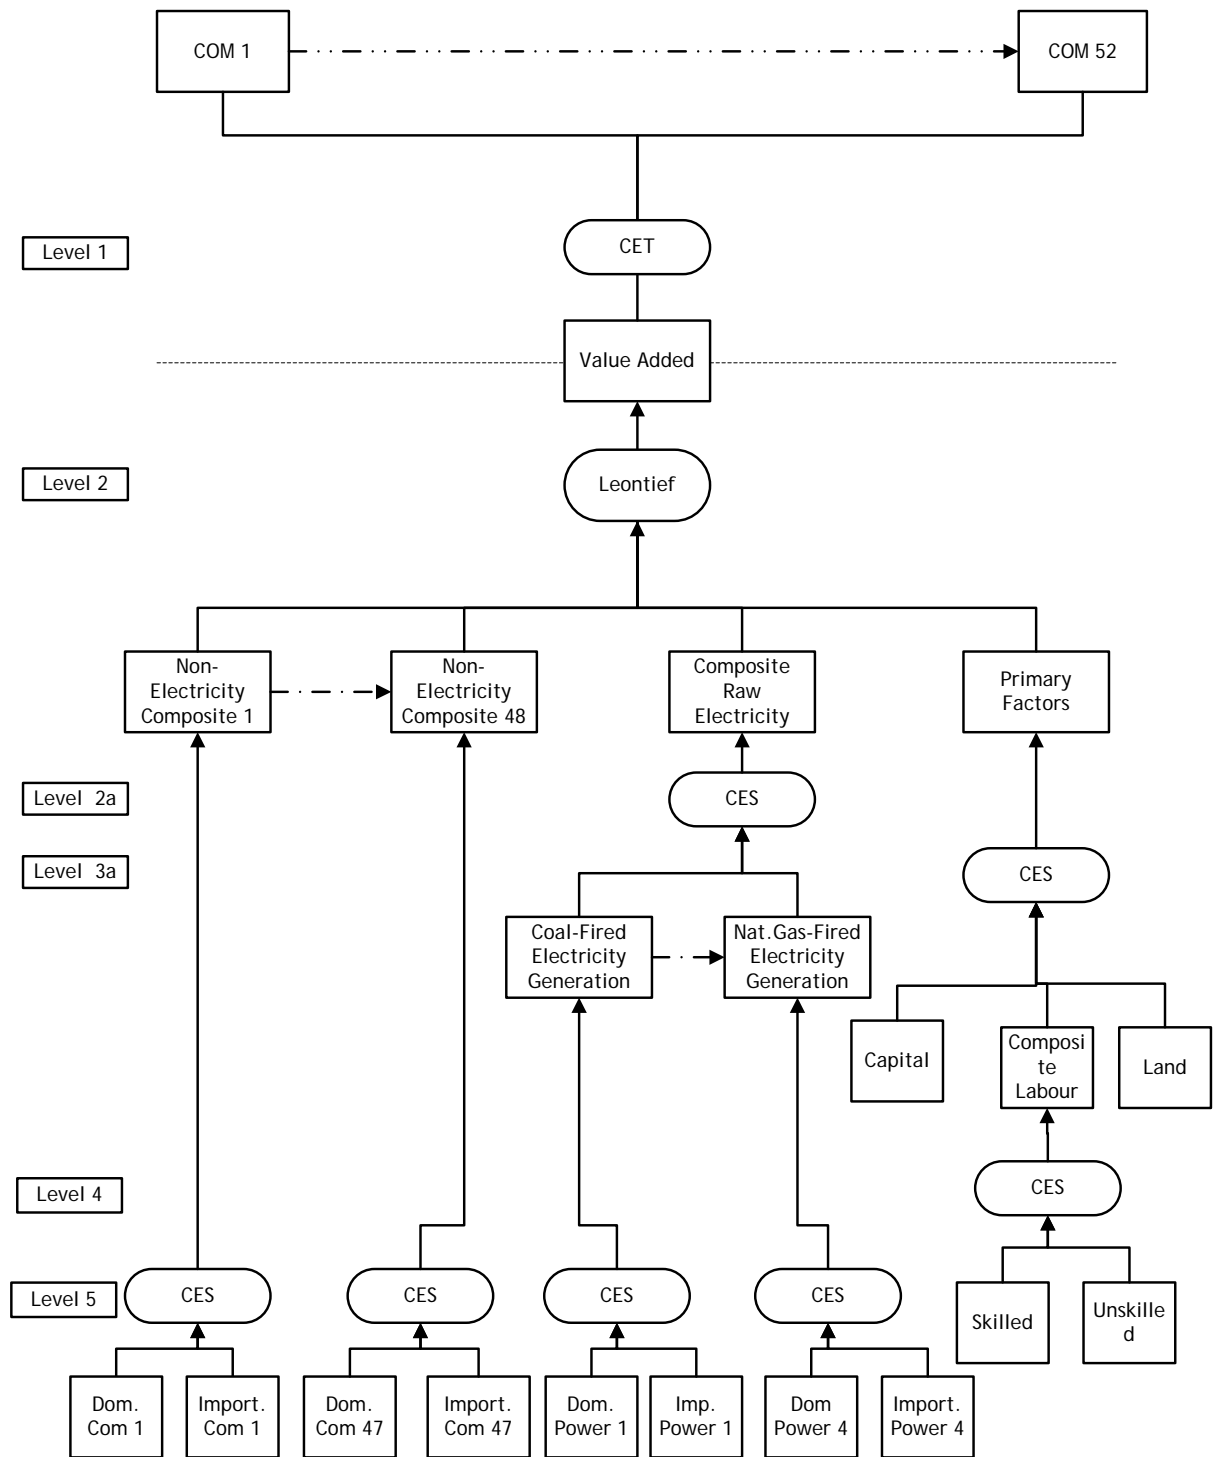 COM 1
COM 52
Level 1
CET
Value Added
Level 2
Leontief
Non-
Electricity
Composite 1
Non-
Electricity
Composite 48
Composite
Raw
Electricity
Primary
Factors
Level  2a
CES
Level  3a
CES
Coal-Fired
Electricity
Generation
Nat.Gas-Fired
Electricity
Generation
Capital
Composi
te
Labour
Land
Level 4
CES
Level 5
CES
CES
CES
CES
Skilled
Unskille
d
Dom.
Com 1
Import.
Com 1
Dom.
Com 47
Import.
Com 47
Dom.
Power 1
Imp.
Power 1
Dom
Power 4
Import.
Power 4